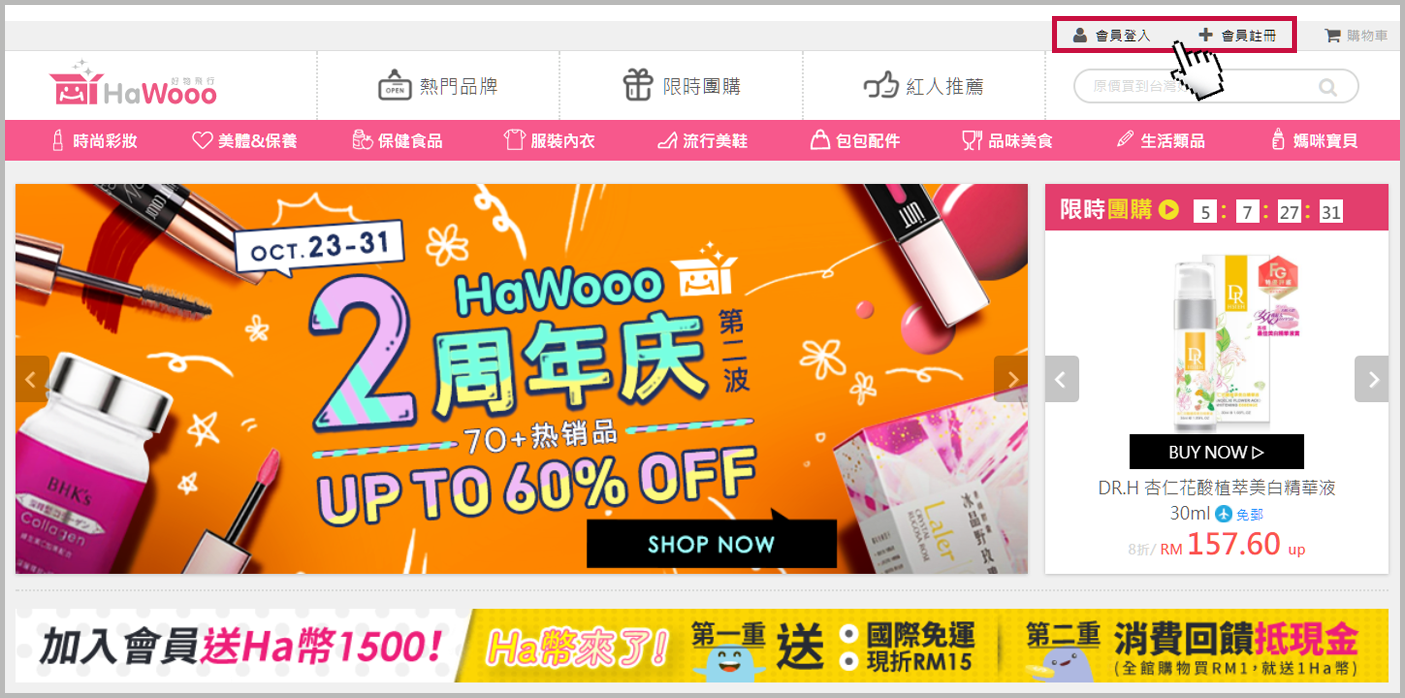 會員登入
會員註冊
購物車
好物飛行
HaWooo
OPEN
熱門品牌
限時團購
紅人推薦
原價買到台灣
時尚彩妝
美體&保養
保健食品
服裝內衣
流行美鞋
包包配件
品味美食
生活類品
媽咪寶貝
OCT.23-31
HaWooo
2周年庆
第二波
70+热销品
UP TO 60% OFF
SHOP NOW
BHK's
Collagen
Laler
CRYSTAL
RUGOSA ROSE
限時團購
5 : 7 : 27 : 31
DR
BUY NOW
DR.H 杏仁花酸植萃美白精華液
30ml 免郵
8折/ RM 157.60 up
加入會員送Ha幣1500!
Ha幣來了!
第一重
送
國際免運
現折RM15
第二重
消費回饋抵現金
(全館購物買RM1,就送1Ha幣)